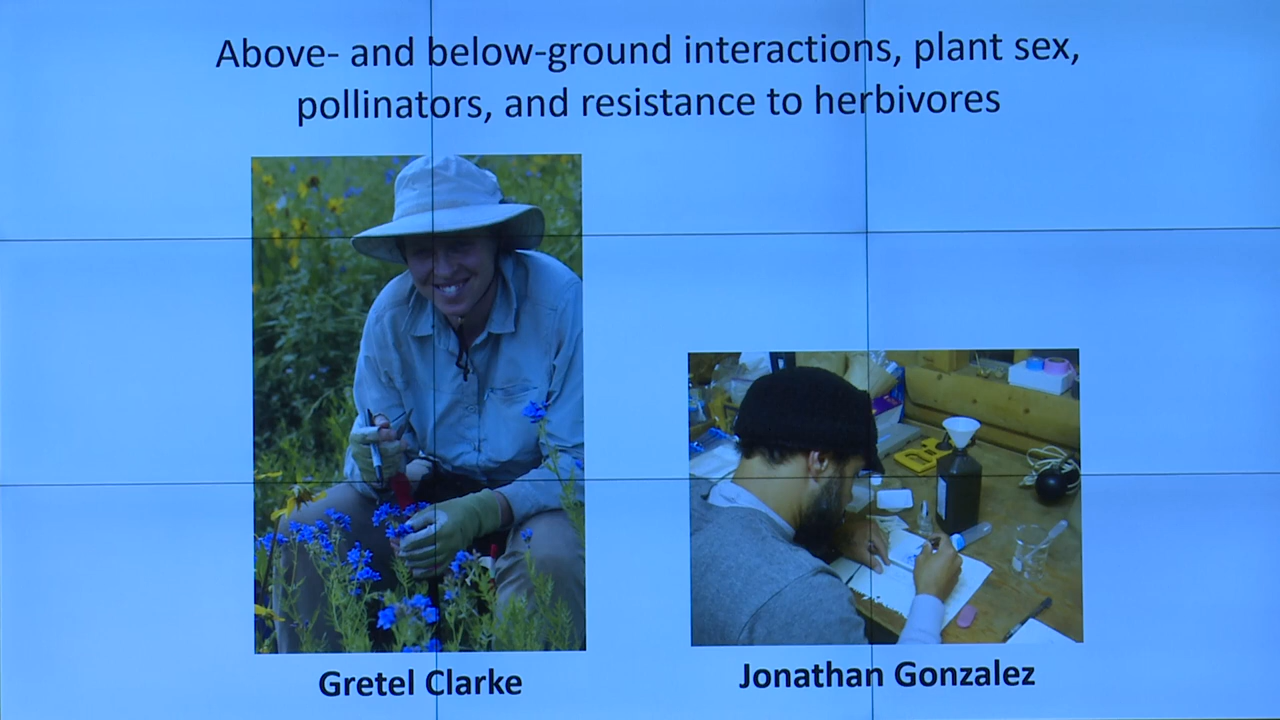 Above- and below-ground interactions, plant sex,
pollinators, and resistance to herbivores
Gretel Clarke
Jonathan Gonzalez